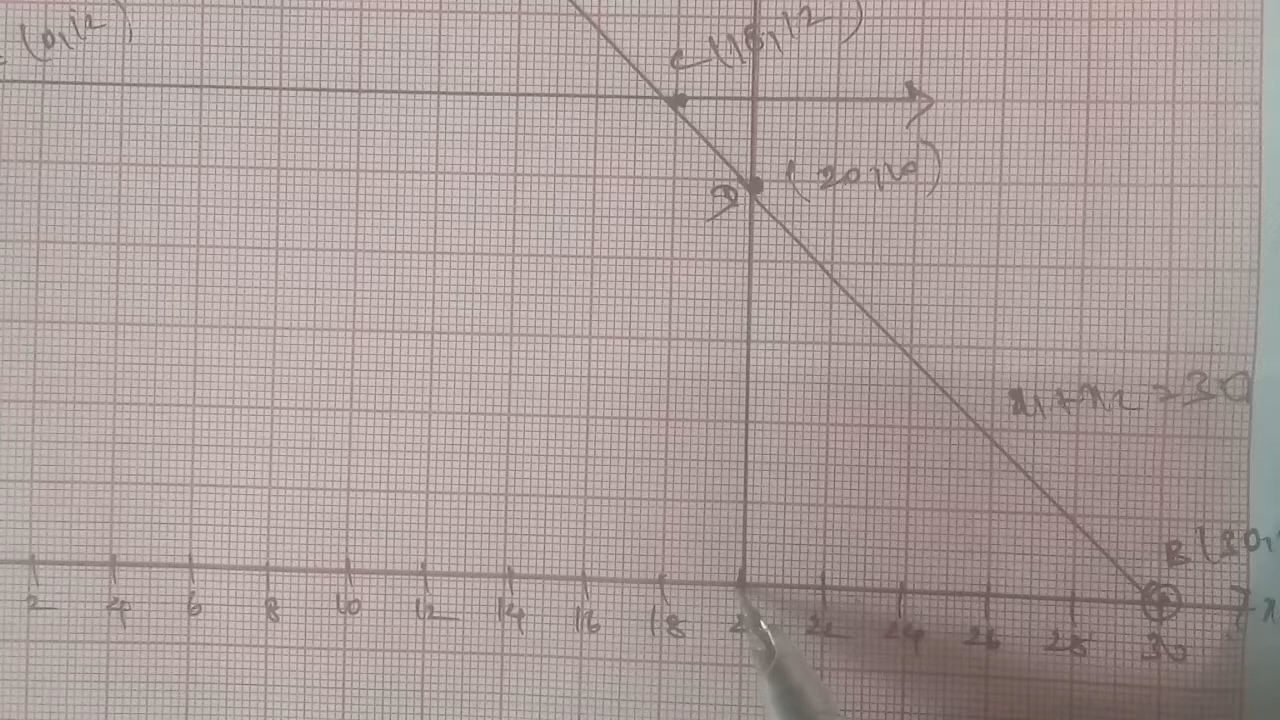 (0,12)
C (18,12)
D (20,10)
x1+x2=30
B (30,
2 4 6 8 10 12 14 16 18 22 24 26 28 30
x